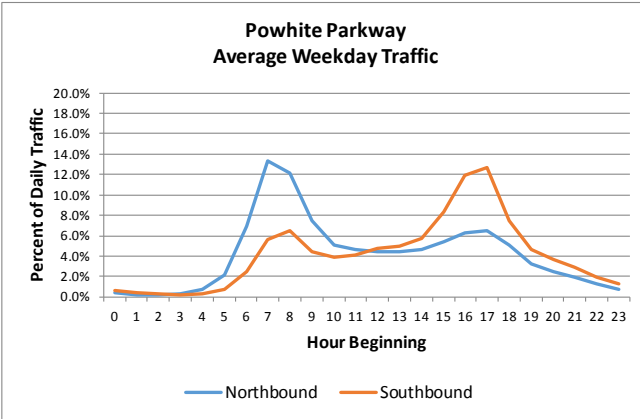 Powhite Parkway
Average Weekday Traffic
Percent of Daily Traffic
20.0%
18.0%
16.0%
14.0%
12.0%
10.0%
8.0%
6.0%
4.0%
2.0%
0.0%
0 1 2 3 4 5 6 7 8 9 10 11 12 13 14 15 16 17 18 19 20 21 22 23
Hour Beginning
Northbound Southbound